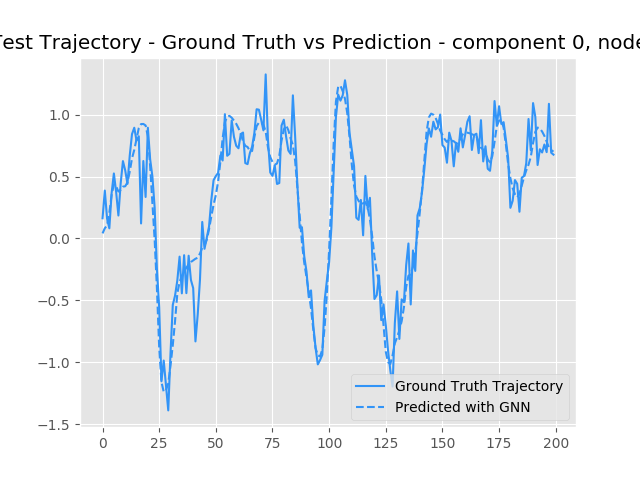 Test Trajectory - Ground Truth vs Prediction - component 0, node
1.0
0.5
0.0
−0.5
−1.0
−1.5
0 25 50 75 100 125 150 175 200
Ground Truth Trajectory
Predicted with GNN